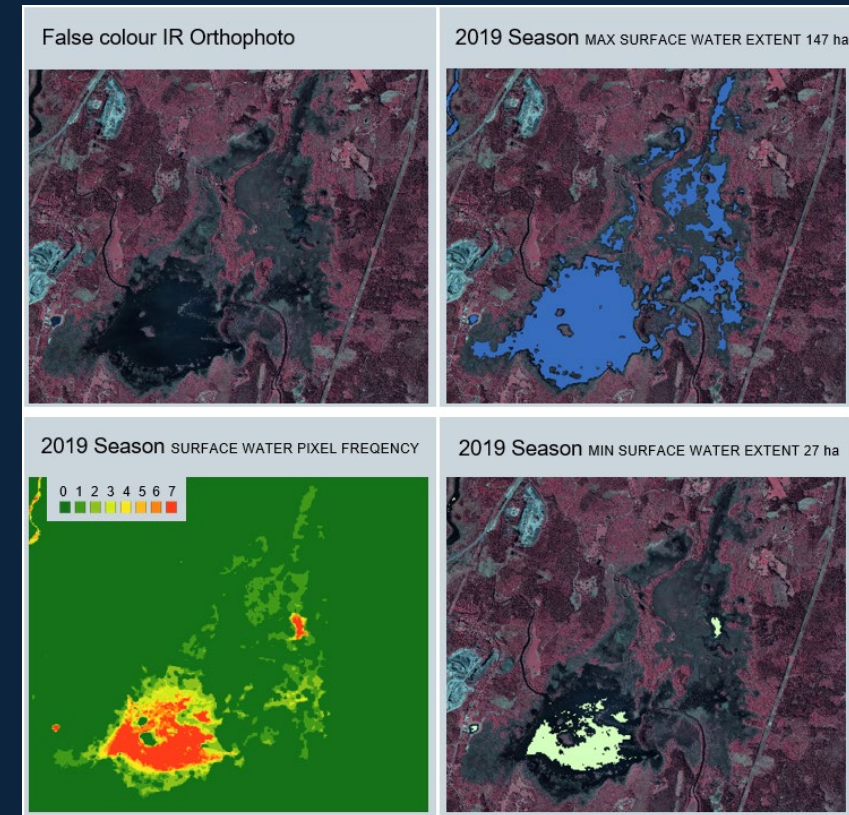 False colour IR Orthophoto
2019 Season MAX SURFACE WATER EXTENT 147 ha
2019 Season SURFACE WATER PIXEL FREQENCY
0 1 2 3 4 5 6 7
2019 Season MIN SURFACE WATER EXTENT 27 ha